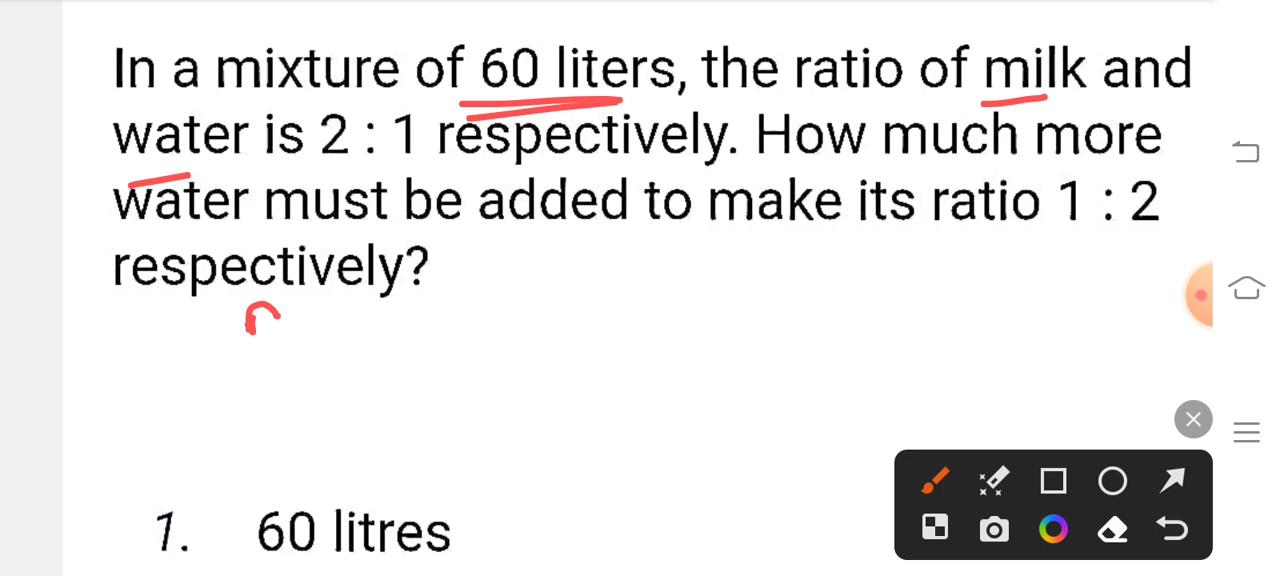 In a mixture of 60 liters, the ratio of milk and
water is 2 : 1 respectively. How much more
water must be added to make its ratio 1 : 2
respectively?
1. 60 litres